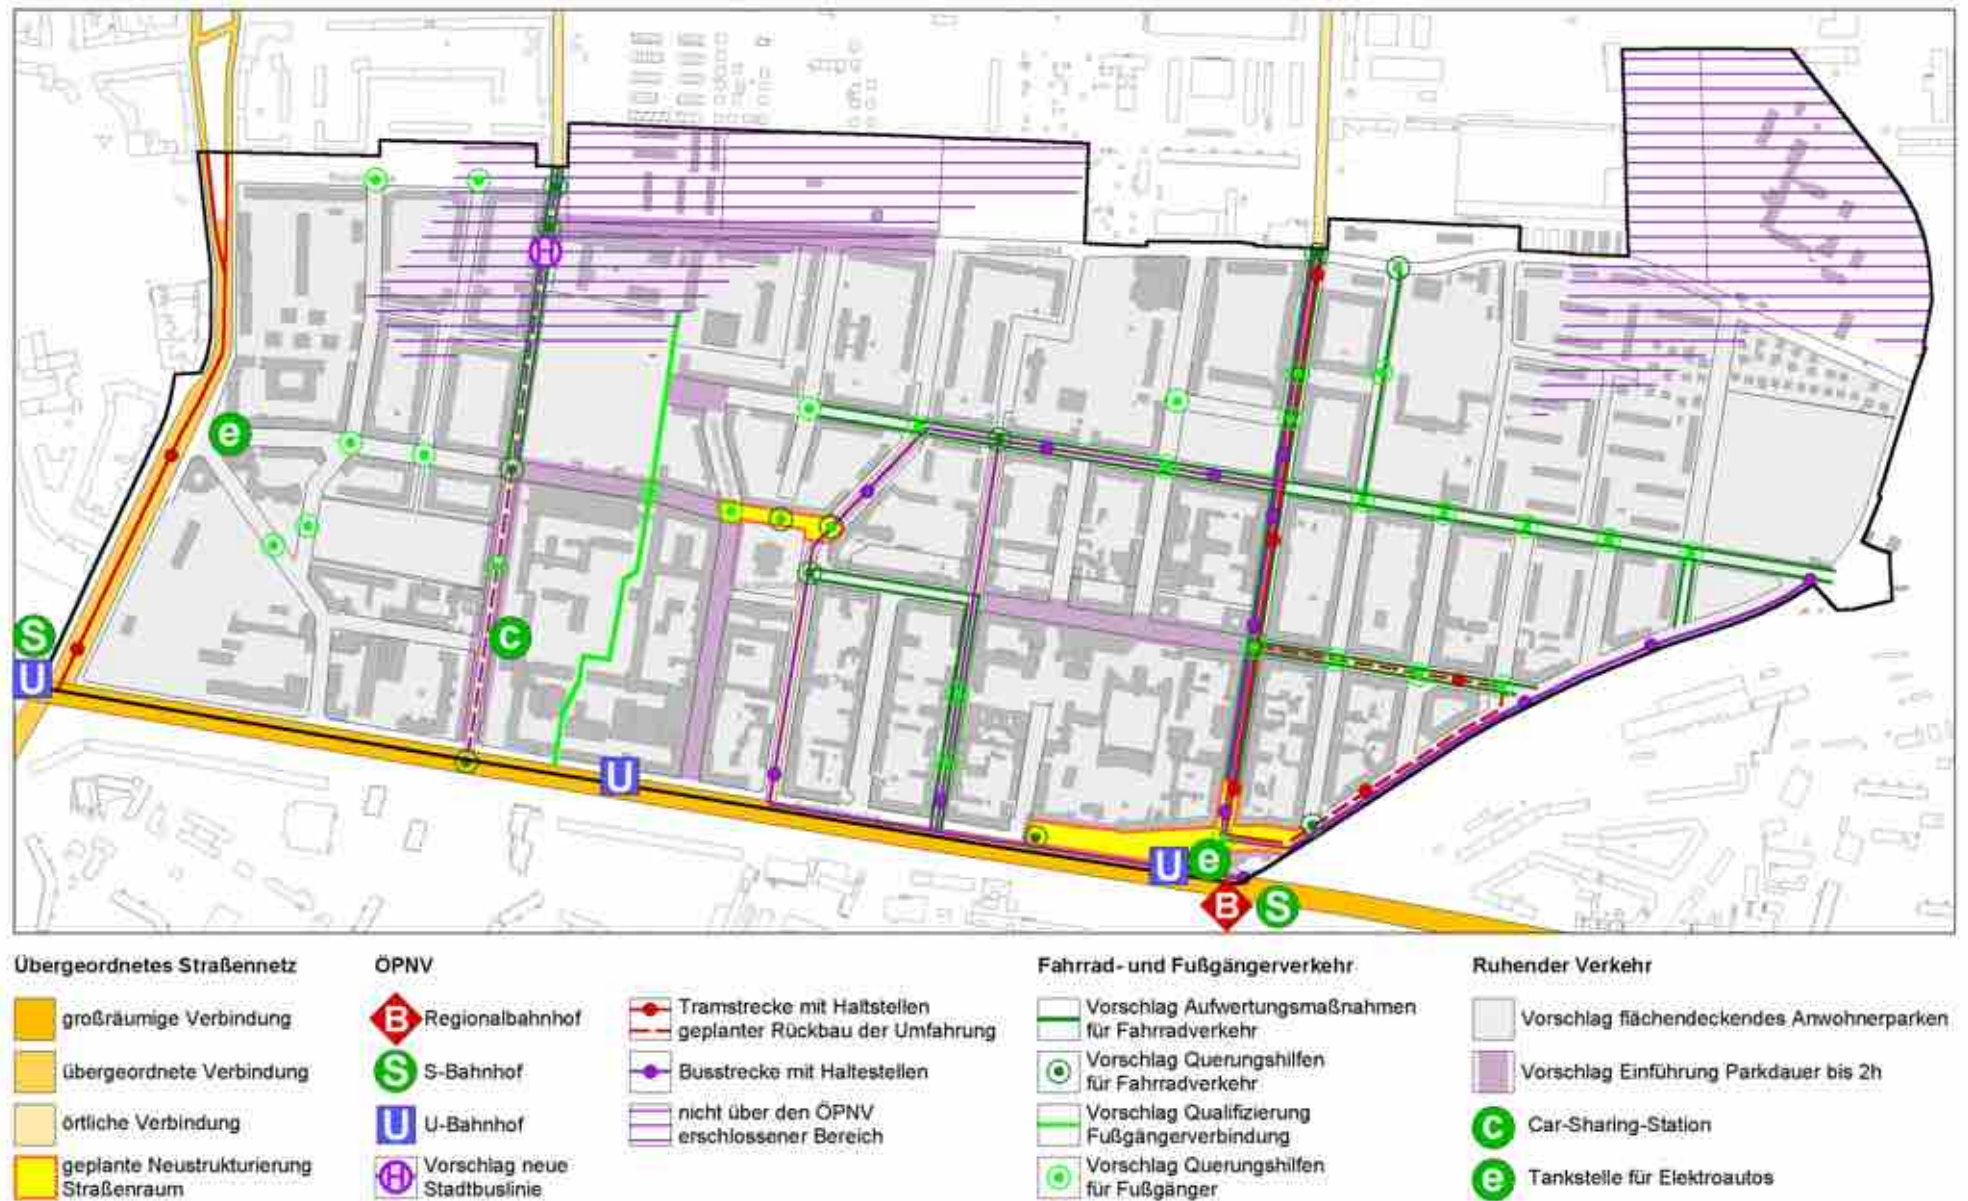 H
e
S
U
C
U
U
e
B
S
Übergeordnetes Straßennetz
großräumige Verbindung
übergeordnete Verbindung
örtliche Verbindung
geplante Neustrukturierung
Straßenraum
ÖPNV
B Regionalbahnhof
S S-Bahnhof
U U-Bahnhof
H Vorschlag neue
Stadtbuslinie
Tramstrecke mit Haltstellen
geplanter Rückbau der Umfahrung
Busstrecke mit Haltestellen
nicht über den ÖPNV
erschlossener Bereich
Fahrrad- und Fußgängerverkehr
Vorschlag Aufwertungsmaßnahmen
für Fahrradverkehr
Vorschlag Querungshilfen
für Fahrradverkehr
Vorschlag Qualifizierung
Fußgängerverbindung
Vorschlag Querungshilfen
für Fußgänger
Ruhender Verkehr
Vorschlag flächendeckendes Anwohnerparken
Vorschlag Einführung Parkdauer bis 2h
C Car-Sharing-Station
e Tankstelle für Elektroautos